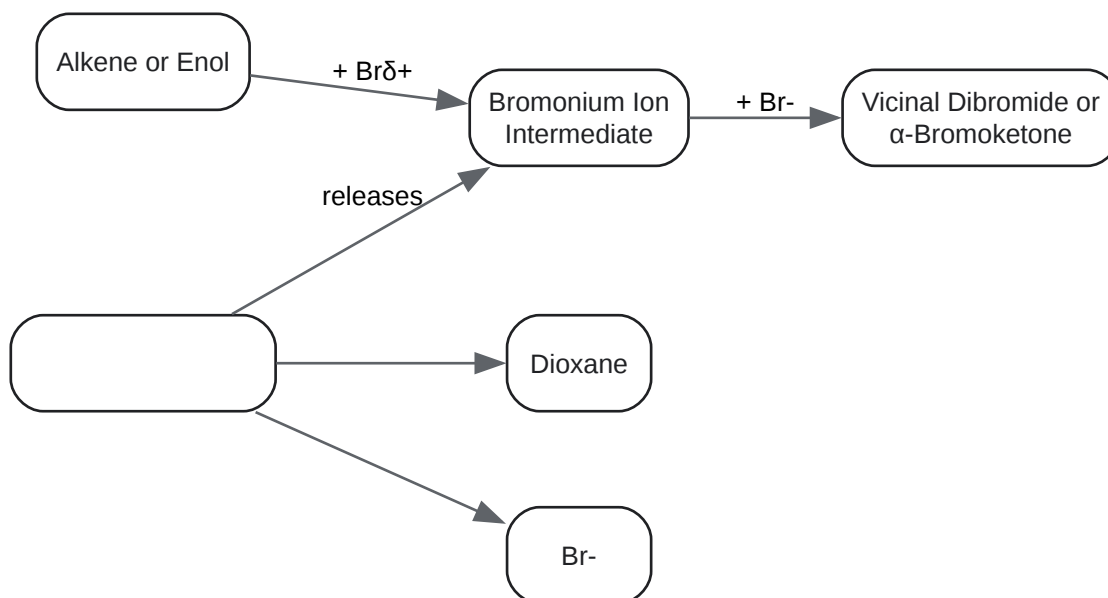 Alkene or Enol
+ Brδ+
Bromonium Ion
Intermediate
+ Br-
Vicinal Dibromide or
α-Bromoketone
releases
Dioxane
Br-